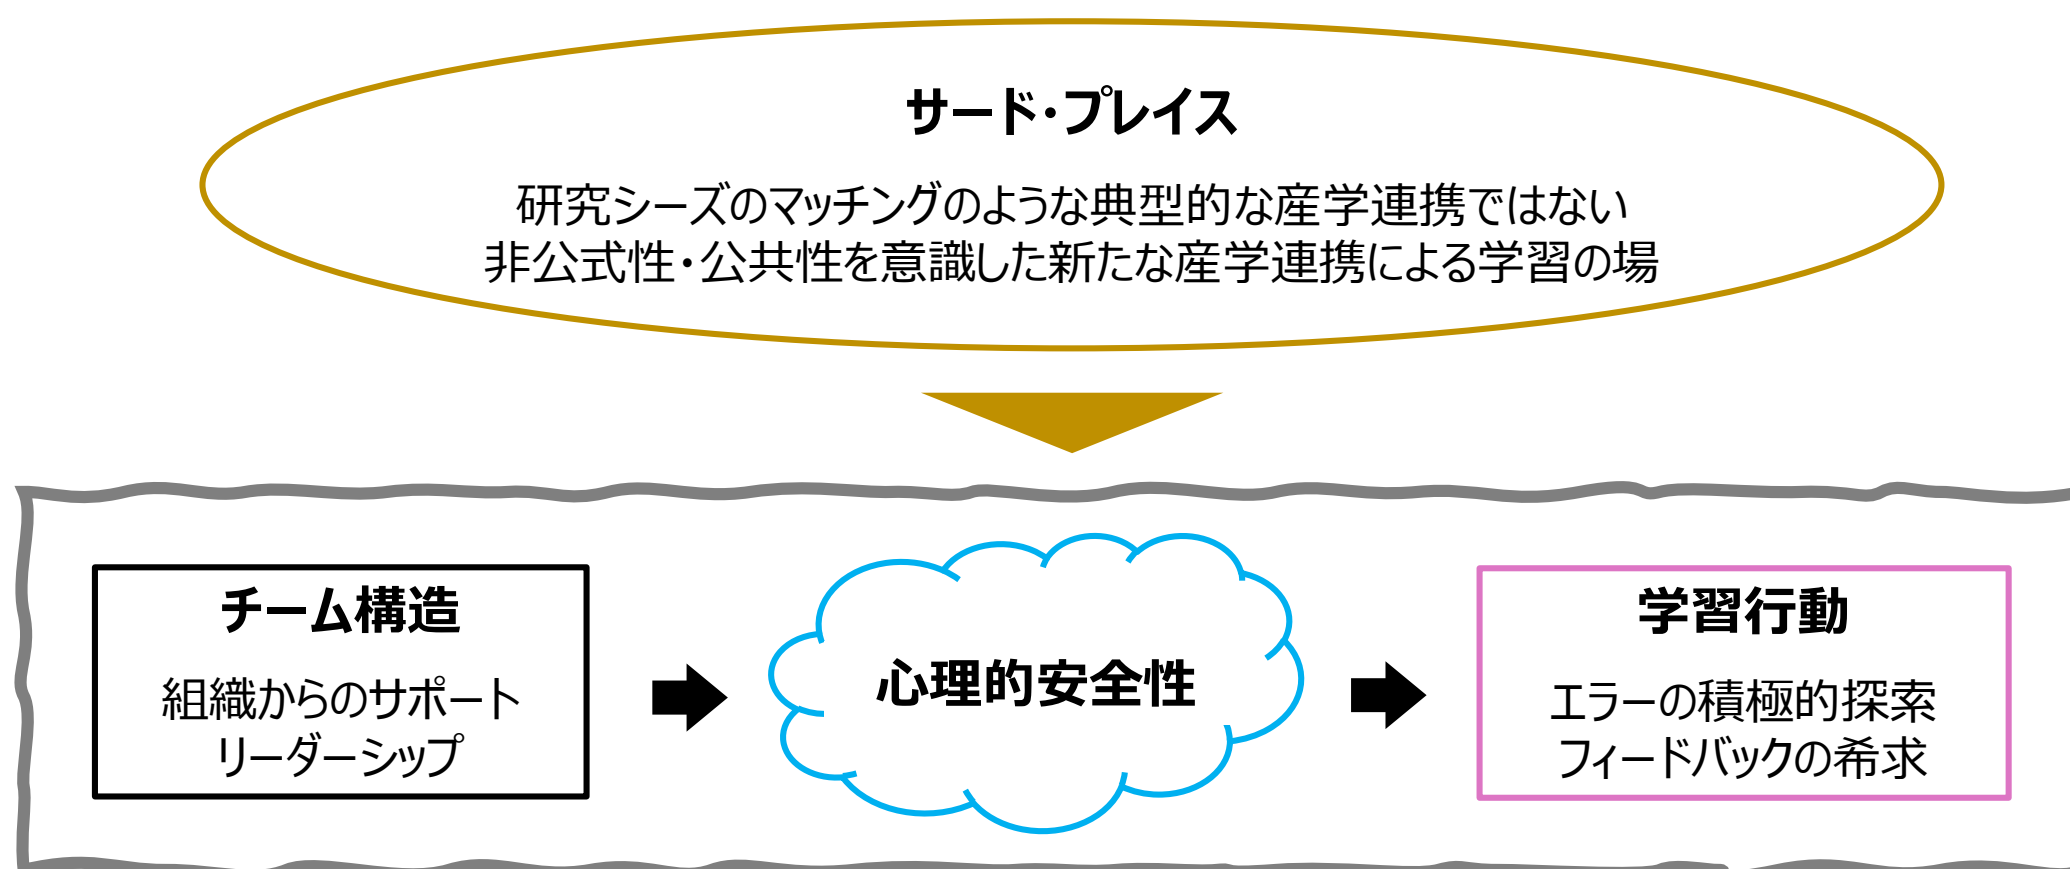 サード・プレイス
研究シーズのマッチングのような典型的な産学連携ではない
非公式性・公共性を意識した新たな産学連携による学習の場
チーム構造
組織からのサポート
リーダーシップ
心理的安全性
学習行動
エラーの積極的探索
フィードバックの希求